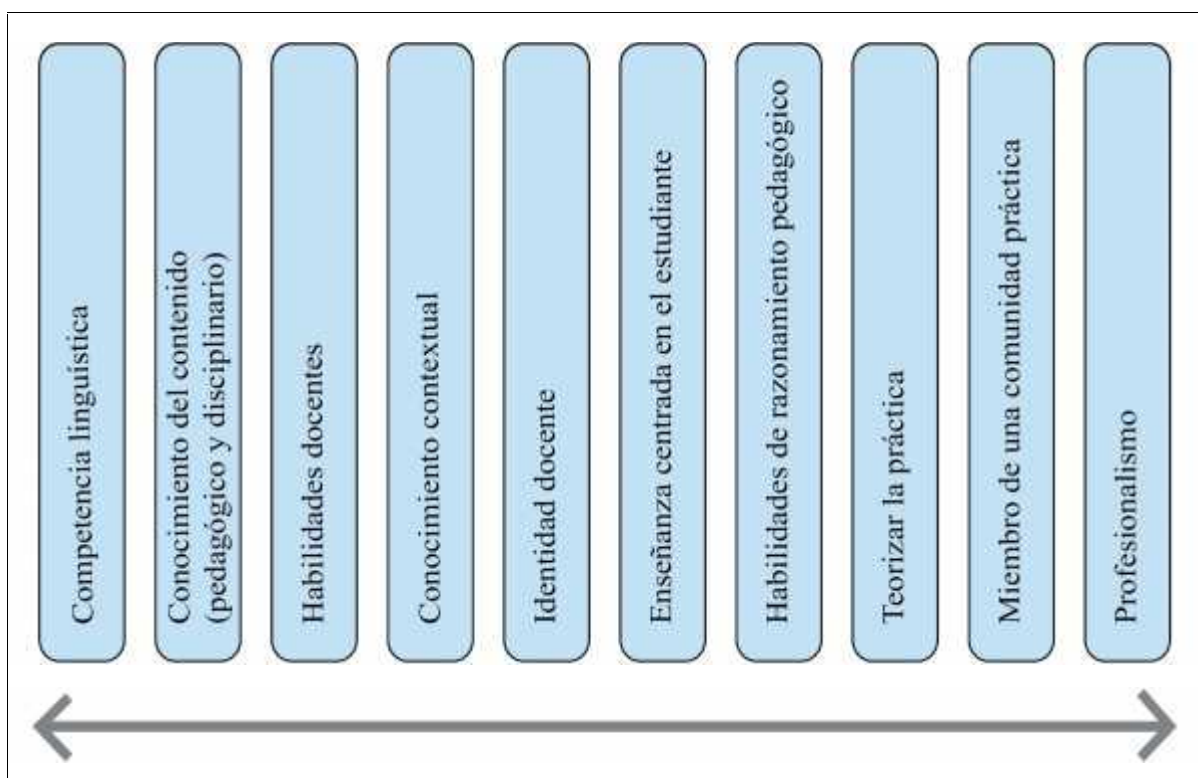 Competencia linguística
Conocimiento del contenido
(pedagógico y disciplinario)
Habilidades docentes
Conocimiento contextual
Identidad docente
Enseñanza centrada en el estudiante
Habilidades de razonamiento pedagógico
Teorizar la práctica
Miembro de una comunidad práctica
Profesionalismo